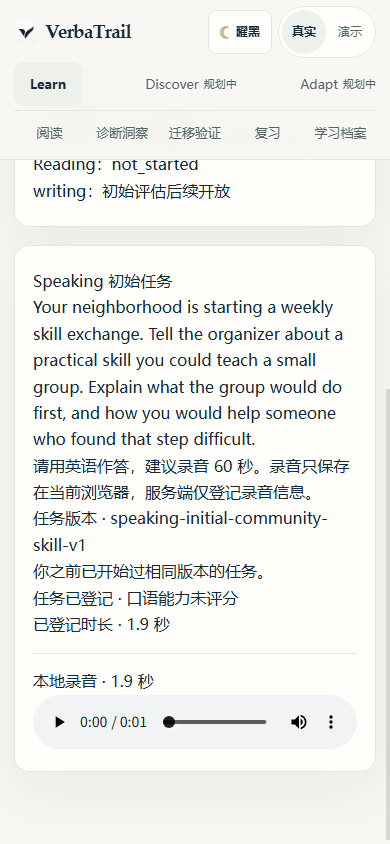 VerbaTrail
曜黑
真实
演示
Learn
Discover 规划中
Adapt 规划中
阅读
诊断洞察
迁移验证
复习
学习档案
Reading：not_started
writing：初始评估后续开放
Speaking 初始任务
Your neighborhood is starting a weekly
skill exchange. Tell the organizer about a
practical skill you could teach a small
group. Explain what the group would do
first, and how you would help someone
who found that step difficult.
请用英语作答，建议录音 60 秒。录音只保存
在当前浏览器，服务端仅登记录音信息。
任务版本 · speaking-initial-community-
skill-v1
你之前已开始过相同版本的任务。
任务已登记 · 口语能力未评分
已登记时长 · 1.9 秒
本地录音 · 1.9 秒
0:00 / 0:01